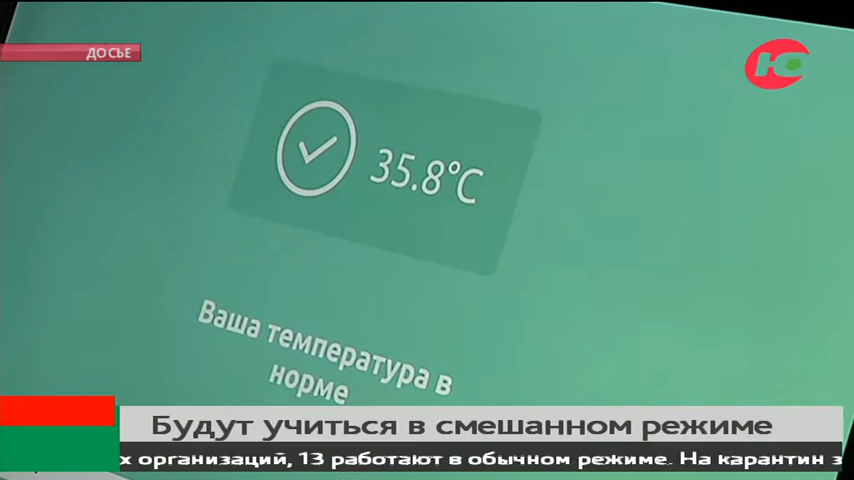 ДОСЬЕ
Ю
35.8°C
Ваша температура в
норме
Будут учиться в смешанном режиме
х организаций, 13 работают в обычном режиме. На карантин з